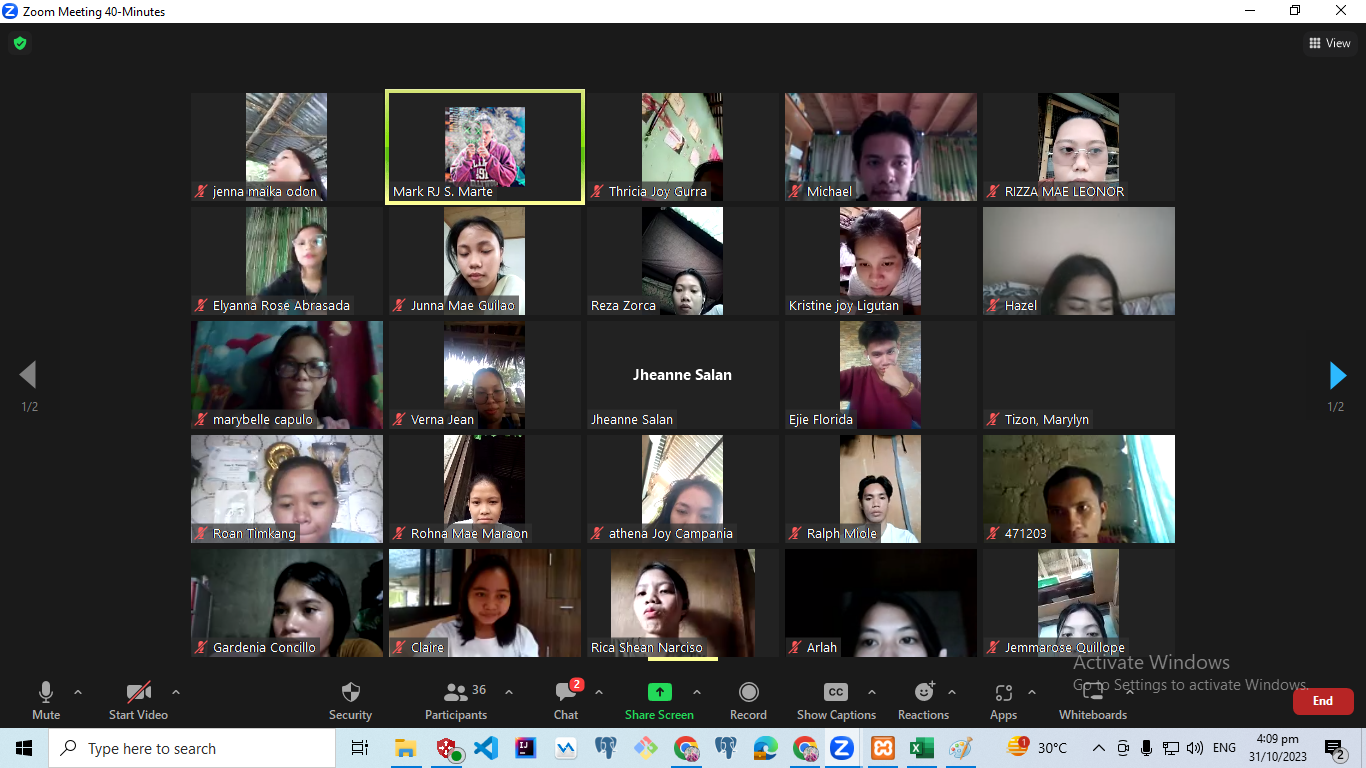 Zoom Meeting 40-Minutes
View
jenna maika odon
Mark RJ S. Marte
Thricia Joy Gurra
Michael
RIZZA MAE LEONOR
Elyanna Rose Abrasada
Junna Mae Guilao
Reza Zorca
Kristine joy Ligutan
Hazel
1/2
1/2
marybelle capulo
Verna Jean
Jheanne Salan
Jheanne Salan
Ejie Florida
Tizon, Marylyn
Roan Timkang
Rohna Mae Maraon
athena Joy Campania
Ralph Miole
471203
Gardenia Concillo
Claire
Rica Shean Narciso
Arlah
Jemmarose Quillope
Activate Windows
Go to Settings to activate Windows.
Mute
Start Video
Security
36
Participants
2
Chat
Share Screen
Record
CC
Show Captions
Reactions
Apps
Whiteboards
End
Type here to search
1
30°C
ENG
4:09 pm
31/10/2023
2